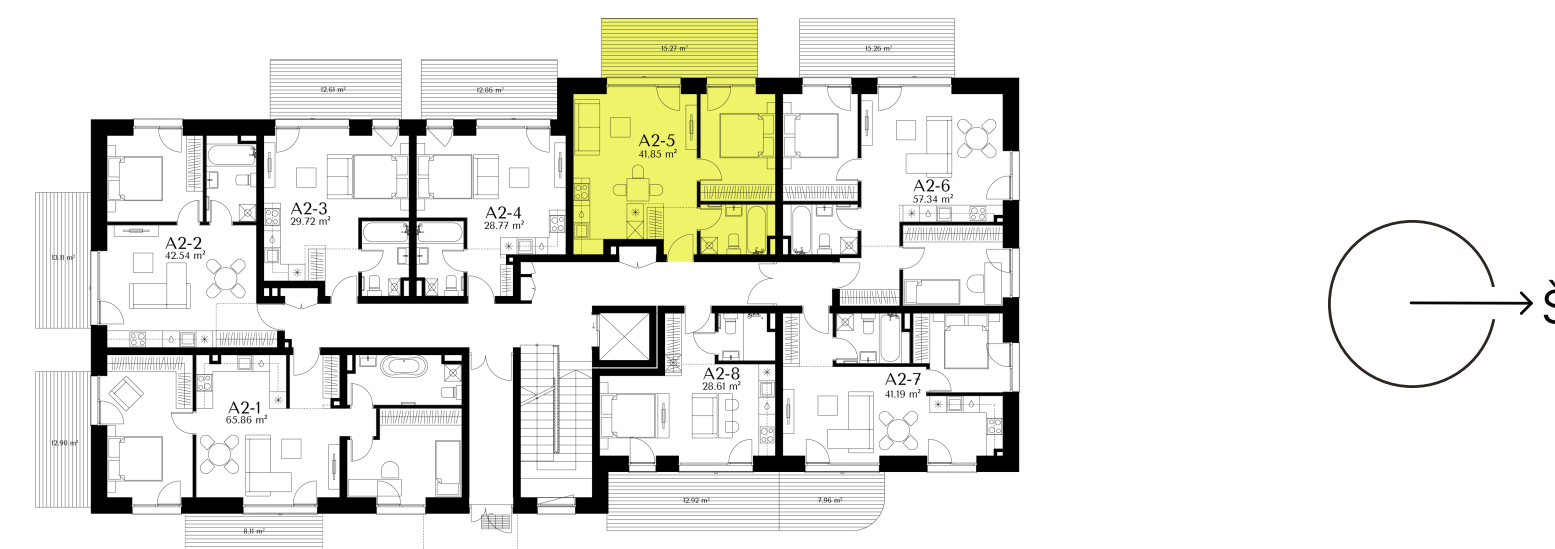 15.27 m²
15.26 m²
12.61 m²
12.86 m²
A2-5
41.85 m²
A2-6
57.34 m²
A2-3
29.72 m²
A2-4
28.77 m²
A2-2
42.54 m²
13.11 m²
Š
A2-8
28.61 m²
A2-7
41.19 m²
A2-1
65.86 m²
12.90 m²
12.92 m²
7.96 m²
8.11 m²